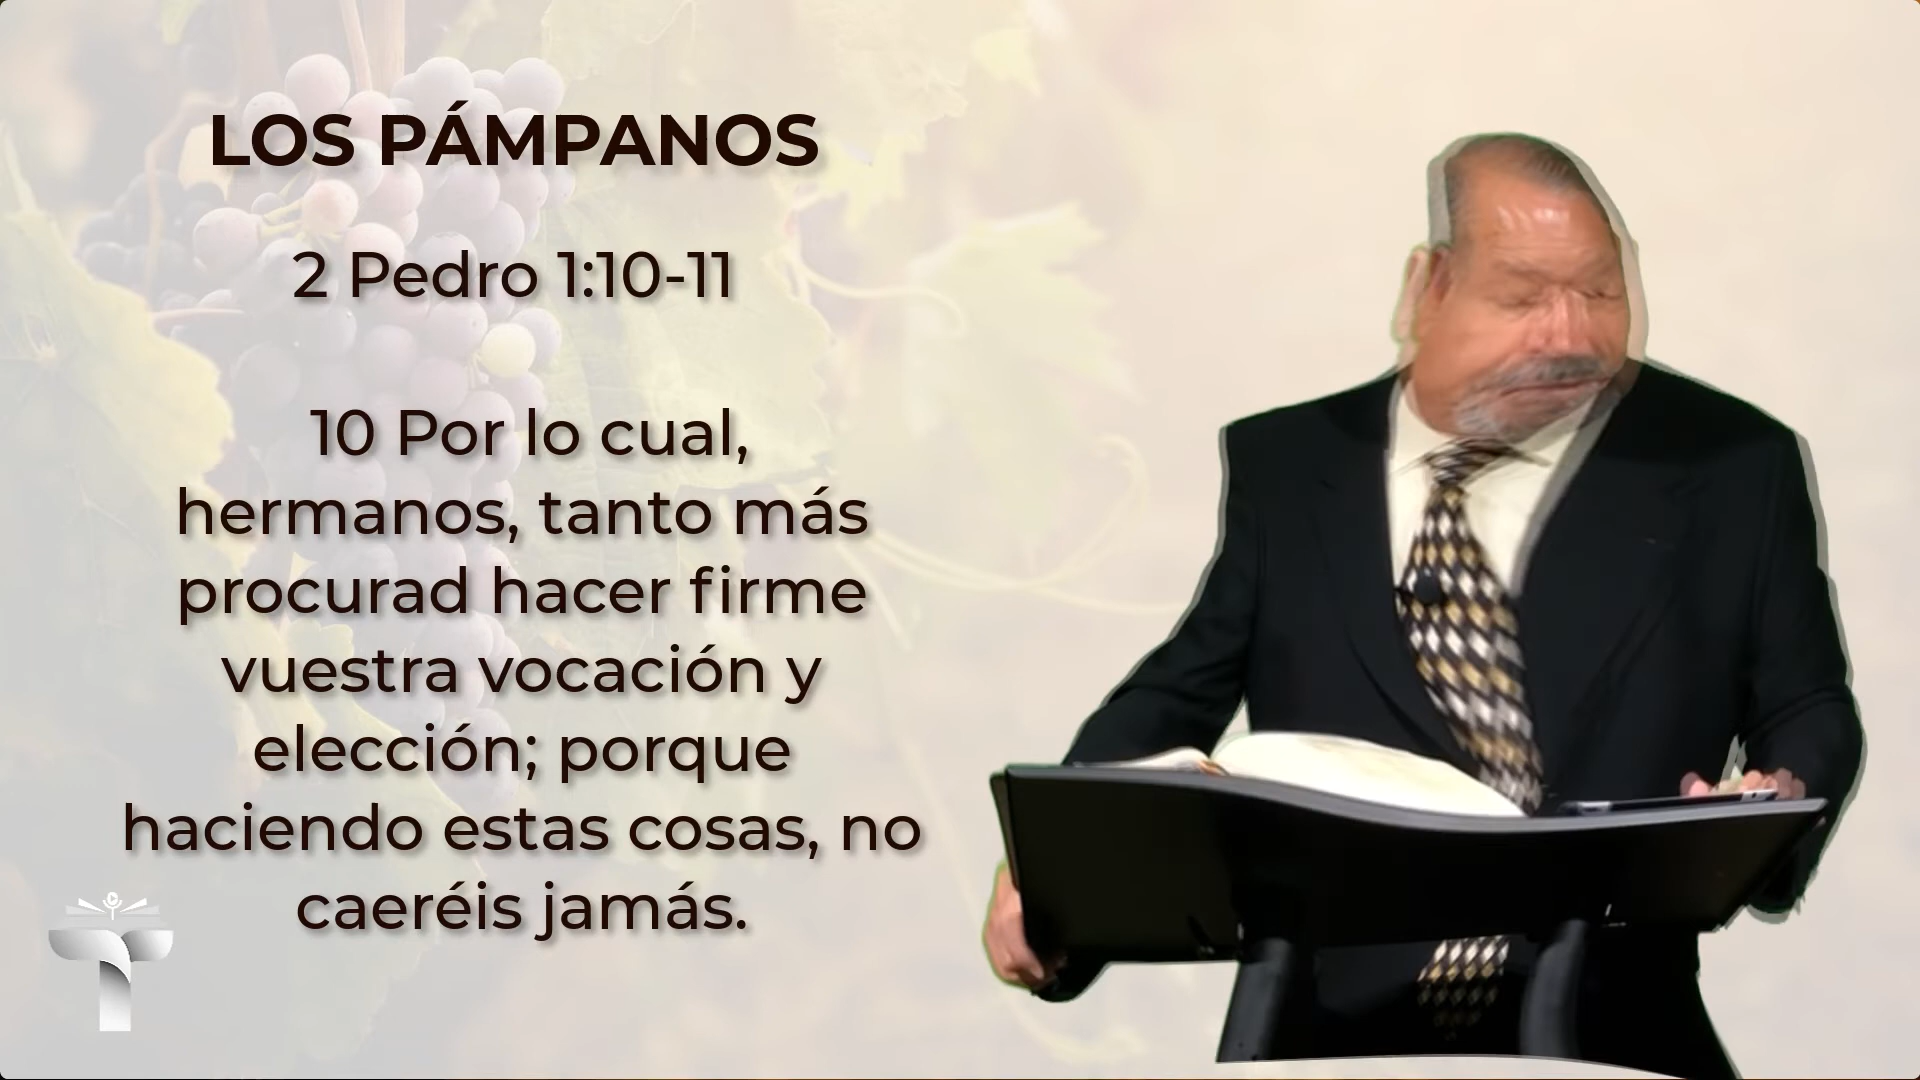 LOS PÁMPANOS
2 Pedro 1:10-11
10 Por lo cual,
hermanos, tanto más
procurad hacer firme
vuestra vocación y
elección; porque
haciendo estas cosas, no
caeréis jamás.